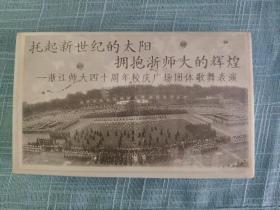 托起新世纪的太阳
拥抱浙师大的辉煌
—浙江师大四十周年校庆广场团体歌舞表演